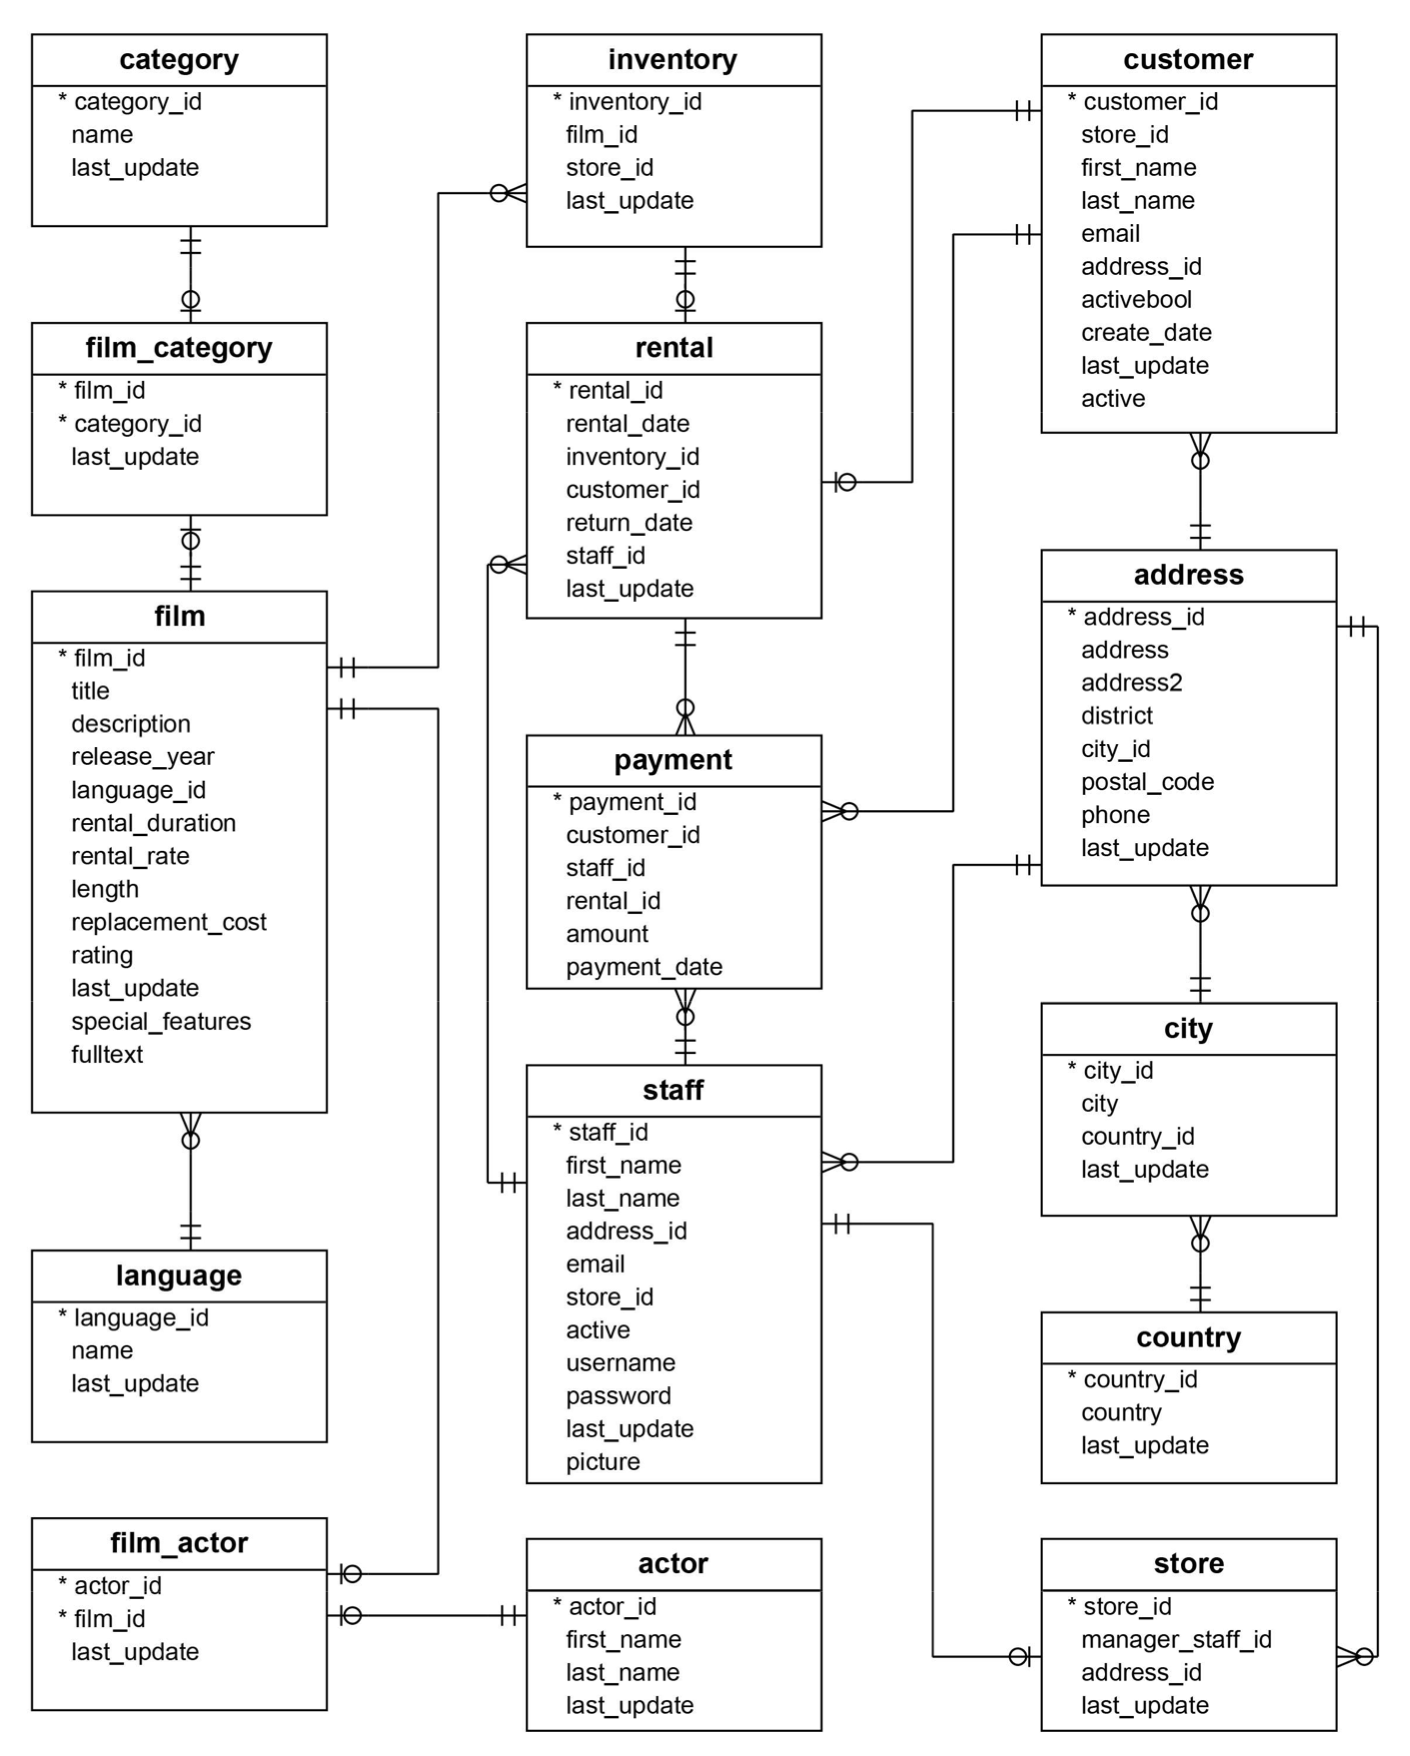 category
* category_id
name
last_update
film_category
* film_id
* category_id
last_update
film
* film_id
title
description
release_year
language_id
rental_duration
rental_rate
length
replacement_cost
rating
last_update
special_features
fulltext
language
* language_id
name
last_update
film_actor
* actor_id
* film_id
last_update
inventory
* inventory_id
film_id
store_id
last_update
rental
* rental_id
rental_date
inventory_id
customer_id
return_date
staff_id
last_update
payment
* payment_id
customer_id
staff_id
rental_id
amount
payment_date
staff
* staff_id
first_name
last_name
address_id
email
store_id
active
username
password
last_update
picture
actor
* actor_id
first_name
last_name
last_update
customer
* customer_id
store_id
first_name
last_name
email
address_id
activebool
create_date
last_update
active
address
* address_id
address
address2
district
city_id
postal_code
phone
last_update
city
* city_id
city
country_id
last_update
country
* country_id
country
last_update
store
* store_id
manager_staff_id
address_id
last_update